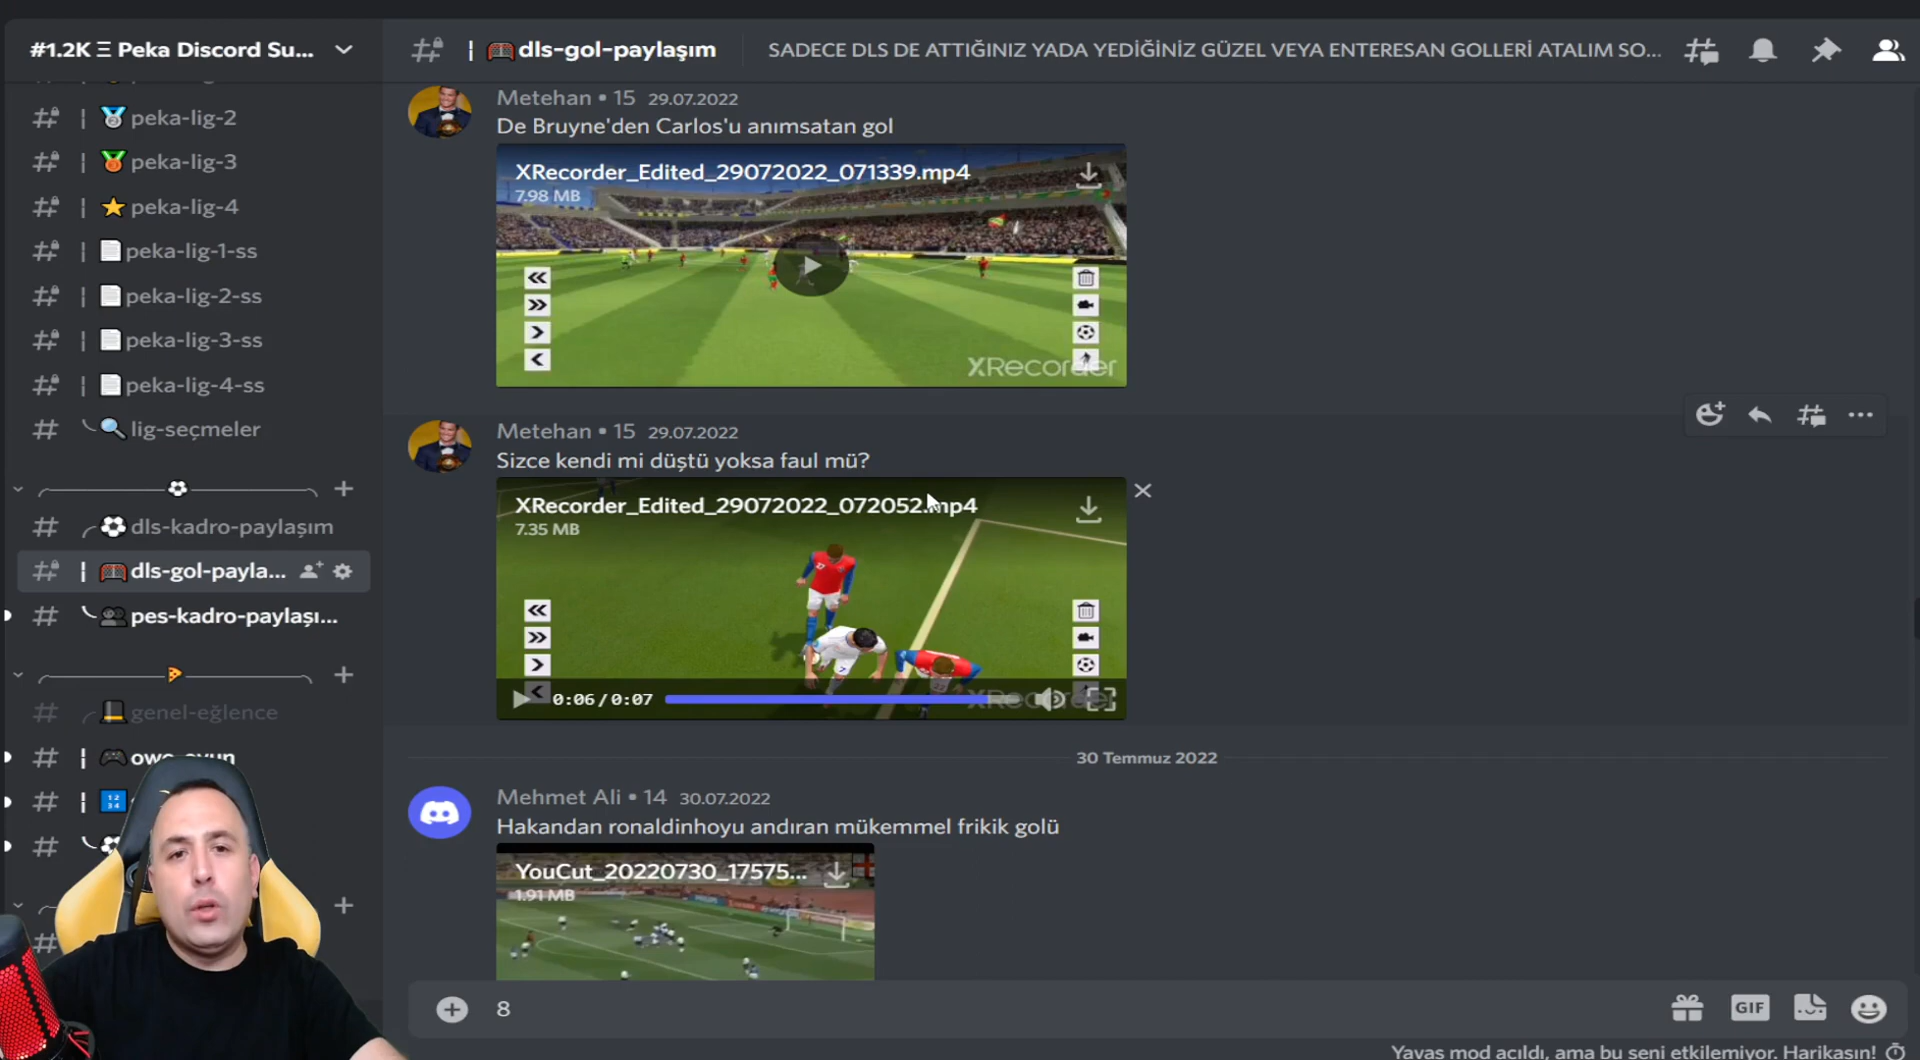 #1.2K Ξ Peka Discord Su...
peka-lig-2
peka-lig-3
peka-lig-4
peka-lig-1-ss
peka-lig-2-ss
peka-lig-3-ss
peka-lig-4-ss
lig-seçmeler
dls-kadro-paylaşım
dls-gol-payla...
pes-kadro-paylaşı...
genel-eğlence
dls-gol-paylaşım
SADECE DLS DE ATTIĞINIZ YADA YEDİĞİNİZ GÜZEL VEYA ENTERESAN GOLLERİ ATALIM SO...
Metehan • 15 29.07.2022
De Bruyne'den Carlos'u anımsatan gol
XRecorder_Edited_29072022_071339.mp4
7.98 MB
XRecorder
Metehan • 15 29.07.2022
Sizce kendi mi düştü yoksa faul mü?
XRecorder_Edited_29072022_072052.mp4
7.35 MB
0:06/0:07
30 Temmuz 2022
Mehmet Ali • 14 30.07.2022
Hakandan ronaldinhoyu andıran mükemmel frikik golü
YouCut_20220730_17575...
1.91 MB
8
GIF
Yavaş mod açıldı, ama bu seni etkilemiyor. Harikasın!